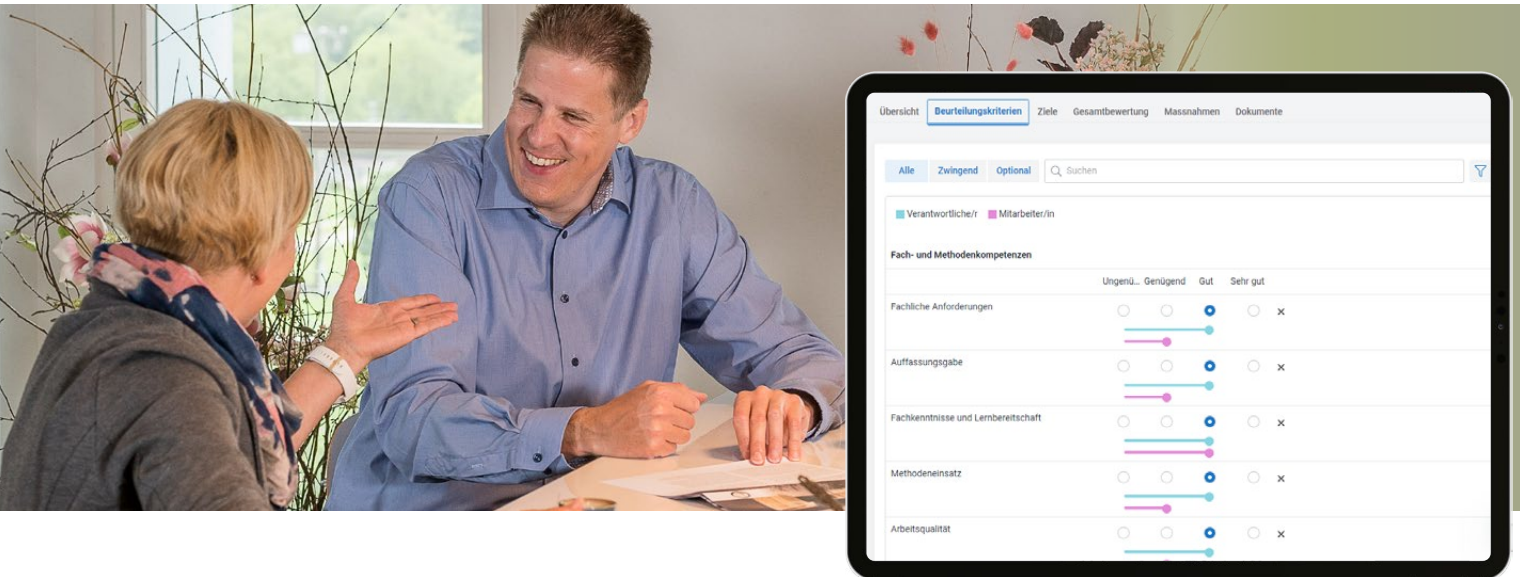 Übersicht Beurteilungskriterien Ziele Gesamtbewertung Massnahmen Dokumente
Alle Zwingend Optional Suchen
Verantwortliche/r Mitarbeiter/in
Fach- und Methodenkompetenzen
Ungenü... Genügend Gut Sehr gut
Fachliche Anforderungen
Auffassungsgabe
Fachkenntnisse und Lernbereitschaft
Methodeneinsatz
Arbeitsqualität